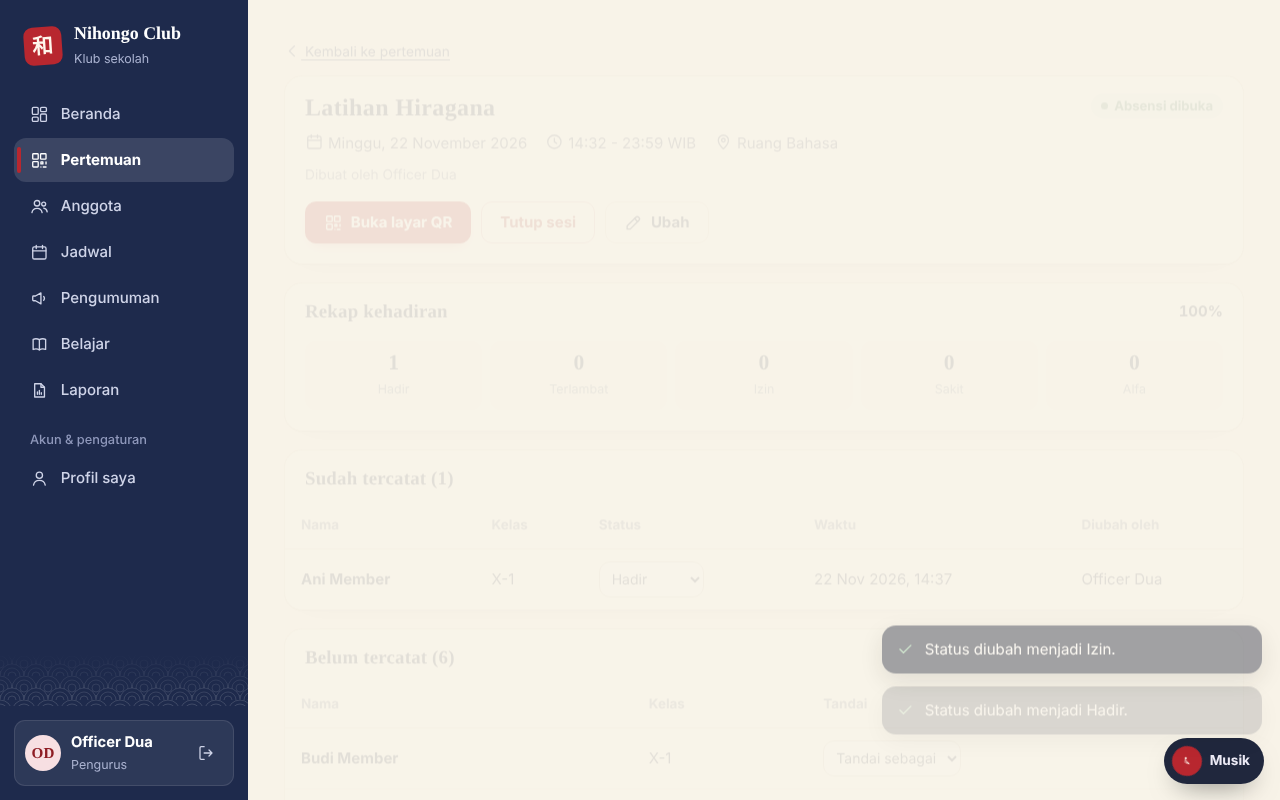 和
Nihongo Club
Klub sekolah
Beranda
Pertemuan
Anggota
Jadwal
Pengumuman
Belajar
Laporan
Akun & pengaturan
Profil saya
OD
Officer Dua
Pengurus
Kembali ke pertemuan
Latihan Hiragana
Absensi dibuka
Minggu, 22 November 2026 14:32 - 23:59 WIB Ruang Bahasa
Dibuat oleh Officer Dua
Buka layar QR Tutup sesi Ubah
Rekap kehadiran 100%
1 0 0 0 0
Hadir Terlambat Izin Sakit Alfa
Sudah tercatat (1)
Nama Kelas Status Waktu Diubah oleh
Ani Member X-1 Hadir 22 Nov 2026, 14:37 Officer Dua
Belum tercatat (6)
Nama Kelas Tandai
Budi Member X-1 Tandai sebagai
Status diubah menjadi Izin.
Status diubah menjadi Hadir.
Musik